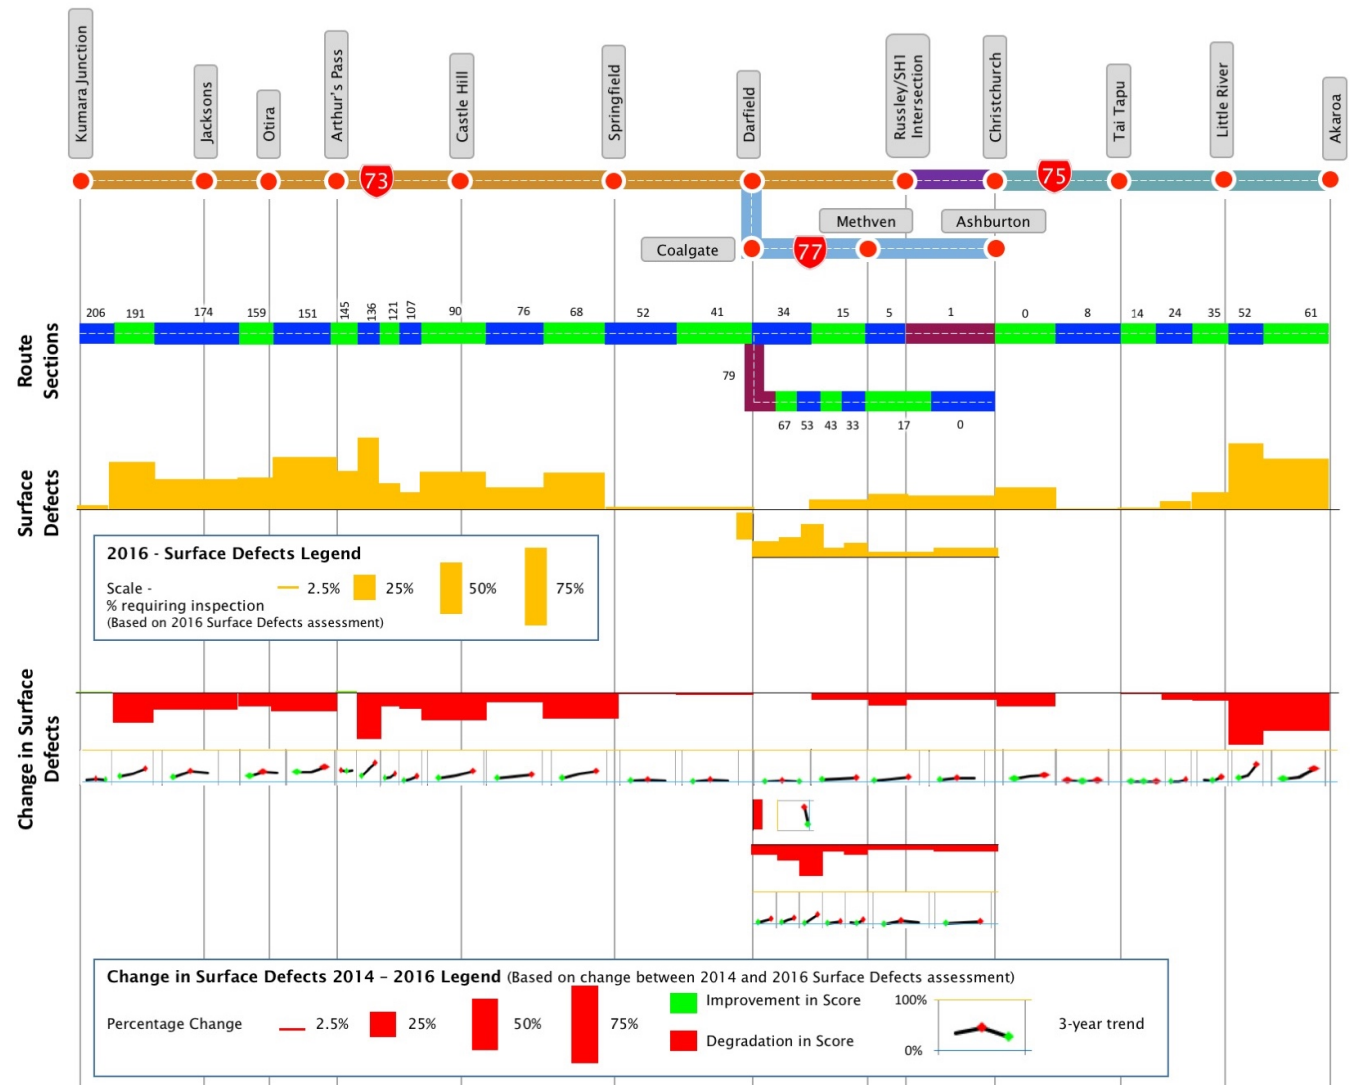 Kumara Junction
Jacksons
Otira
Arthur's Pass
Castle Hill
Springfield
Darfield
Russley/SH1
Intersection
Christchurch
Tai Tapu
Little River
Akaroa
73
75
Methven
Ashburton
Coalgate
77
Route
Sections
206 191 174 159 151 145 136 121 107 90 76 68 52 41 34 15 5 1 0 8 14 24 35 52 61
79
67 53 43 33 17 0
Surface
Defects
2016 - Surface Defects Legend
Scale -
% requiring inspection
(Based on 2016 Surface Defects assessment)
2.5% 25% 50% 75%
Change in Surface
Defects
Change in Surface Defects 2014 – 2016 Legend (Based on change between 2014 and 2016 Surface Defects assessment)
Percentage Change 2.5% 25% 50% 75%
Improvement in Score
Degradation in Score
100%
0%
3-year trend